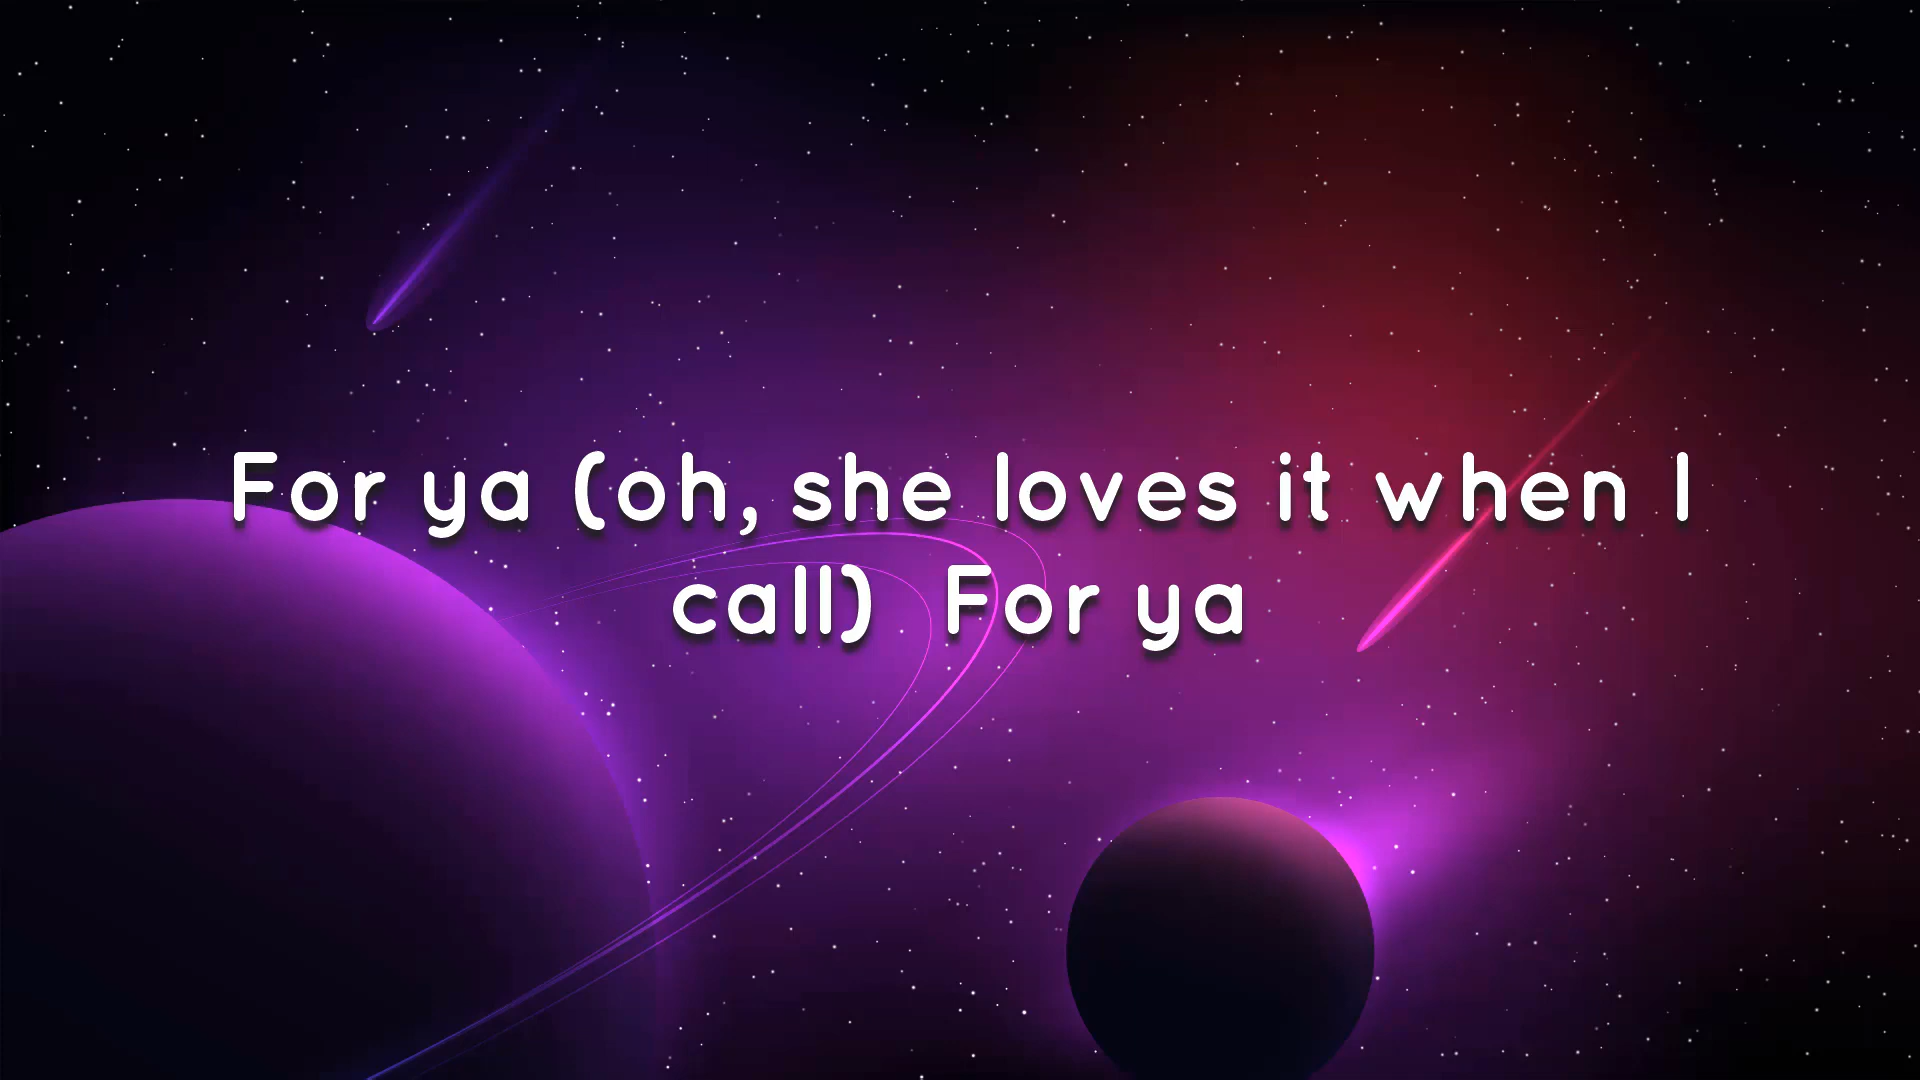 For ya (oh, she loves it when I
call)  For ya